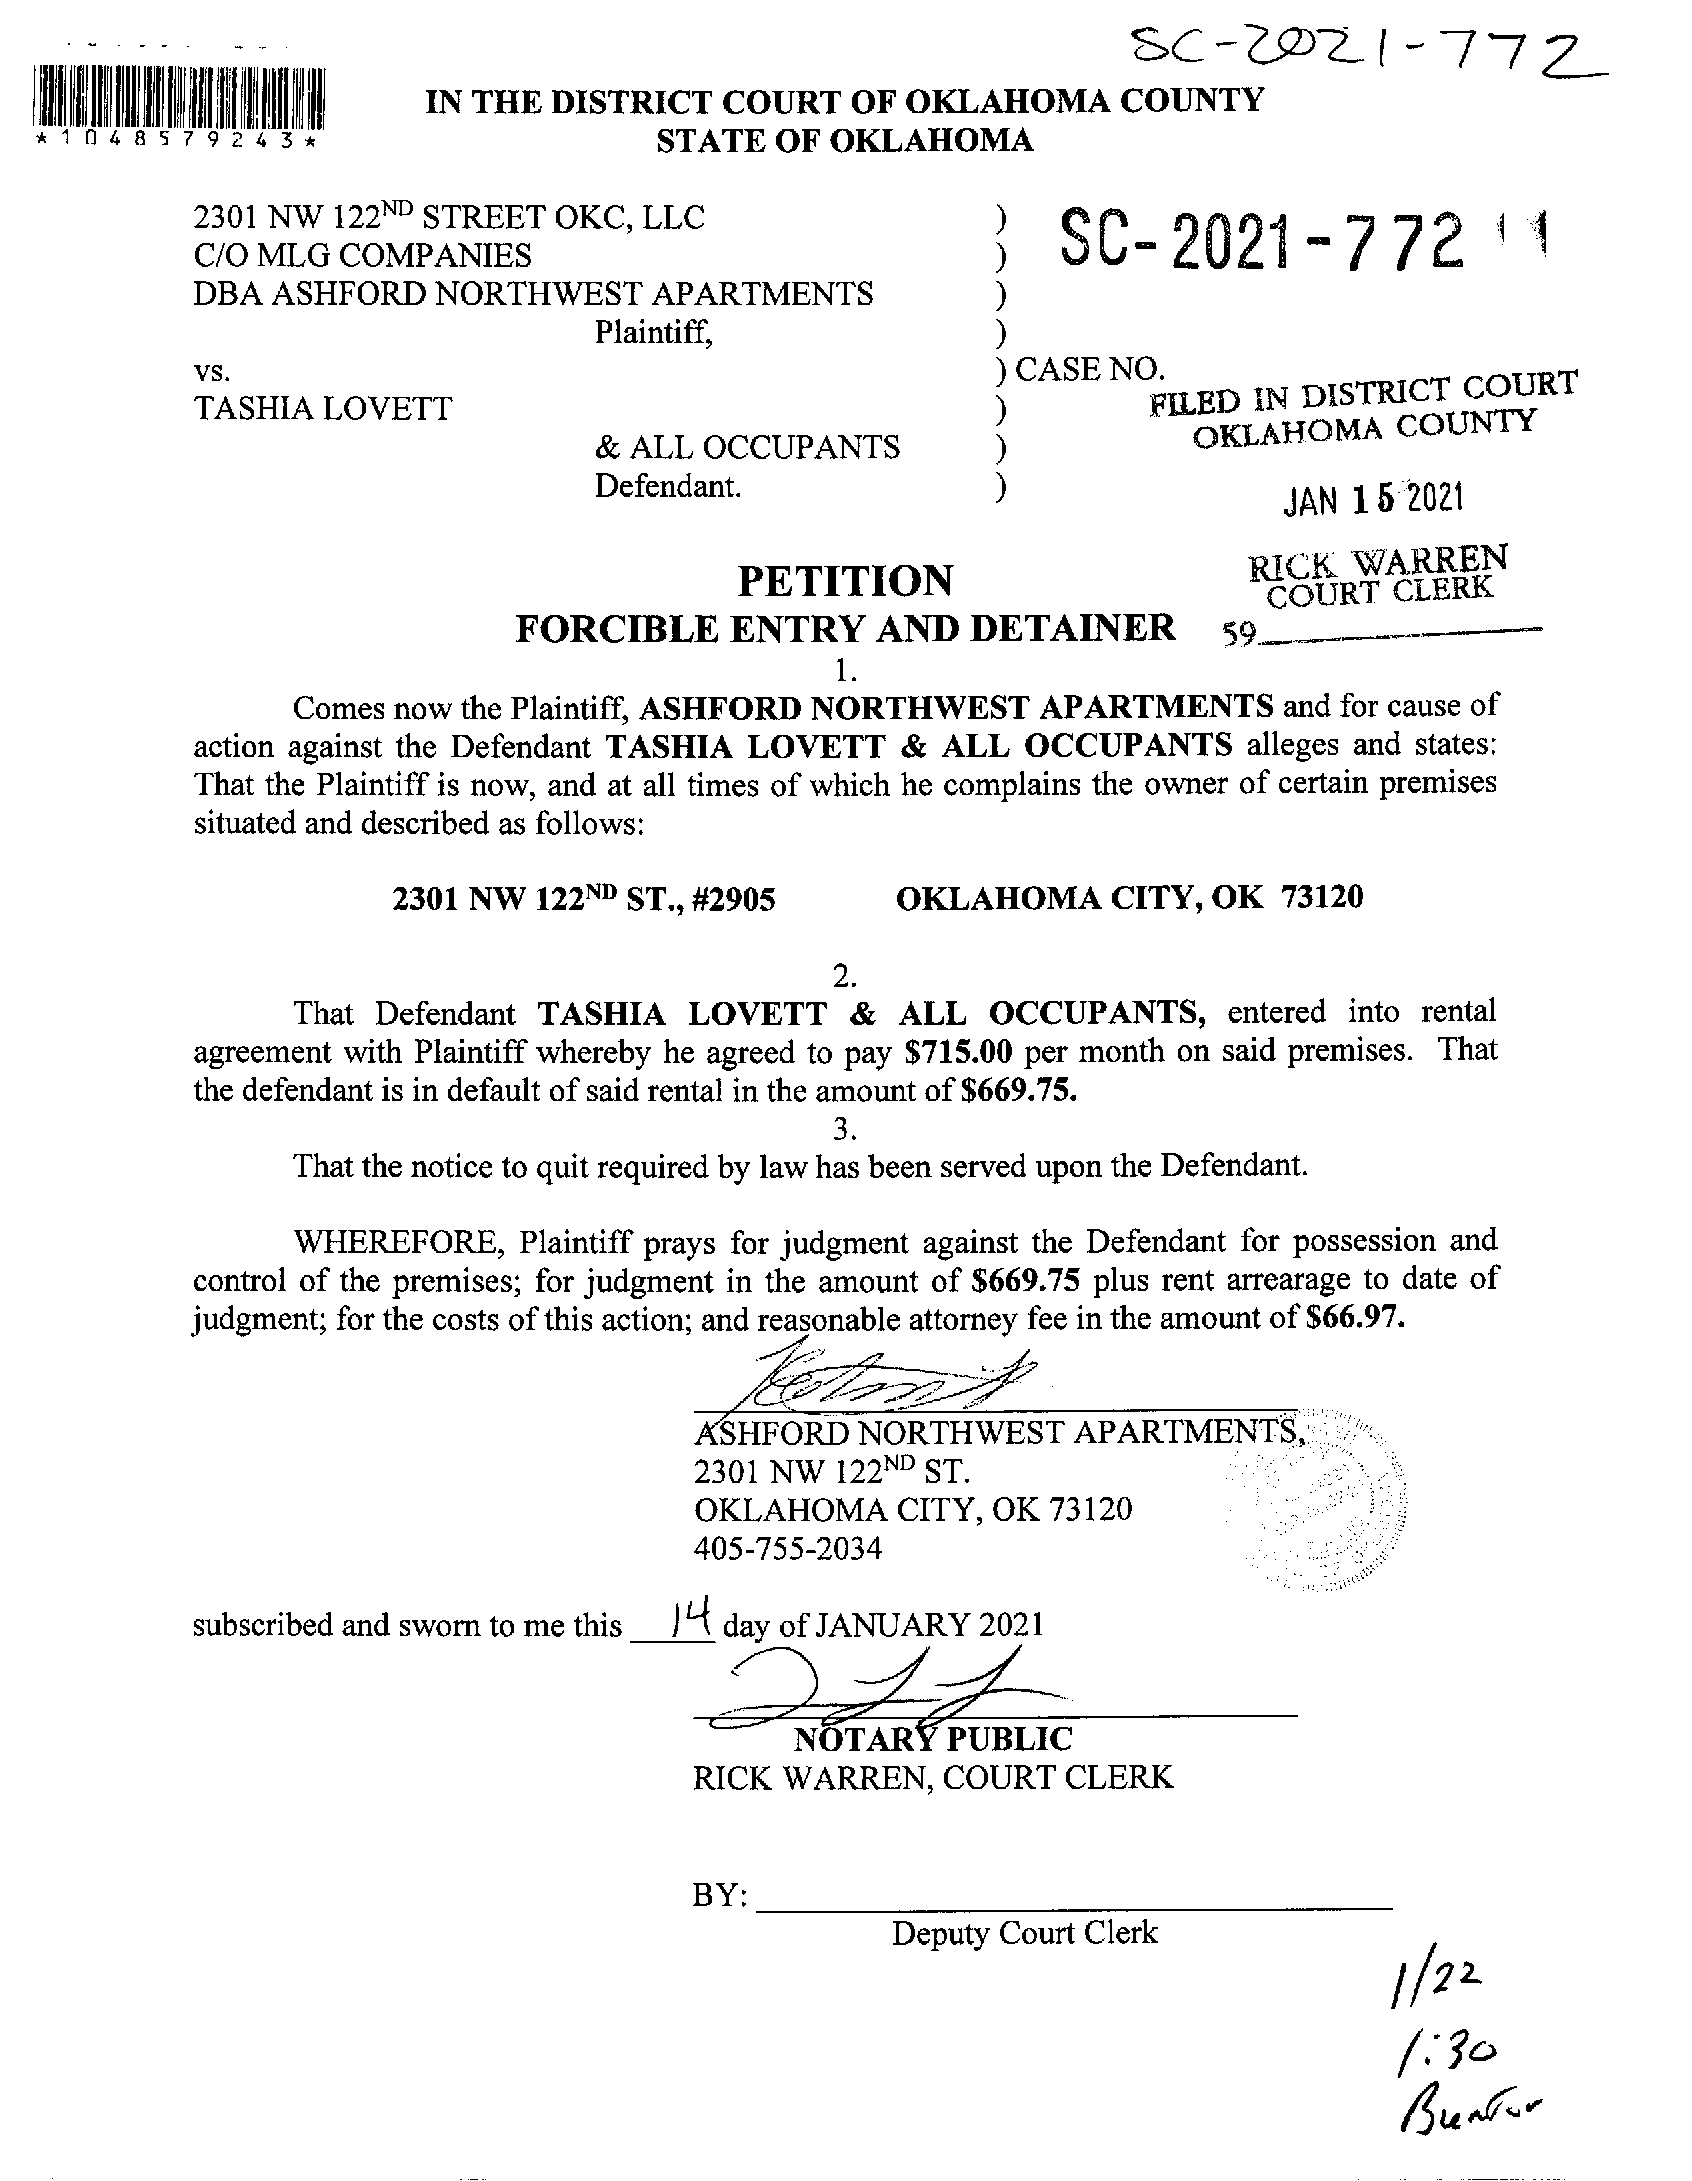 SC-2021-772
*1048579243*
IN THE DISTRICT COURT OF OKLAHOMA COUNTY
STATE OF OKLAHOMA
2301 NW 122ND STREET OKC, LLC )
C/O MLG COMPANIES )
DBA ASHFORD NORTHWEST APARTMENTS )
SC-2021-772
Plaintiff, )
vs. ) CASE NO.
TASHIA LOVETT )
& ALL OCCUPANTS )
Defendant. )
FILED IN DISTRICT COURT
OKLAHOMA COUNTY
JAN 15 2021
RICK WARREN
COURT CLERK
59
PETITION
FORCIBLE ENTRY AND DETAINER
1.
Comes now the Plaintiff, ASHFORD NORTHWEST APARTMENTS and for cause of
action against the Defendant TASHIA LOVETT & ALL OCCUPANTS alleges and states:
That the Plaintiff is now, and at all times of which he complains the owner of certain premises
situated and described as follows:
2301 NW 122ND ST., #2905 OKLAHOMA CITY, OK 73120
2.
That Defendant TASHIA LOVETT & ALL OCCUPANTS, entered into rental
agreement with Plaintiff whereby he agreed to pay $715.00 per month on said premises. That
the defendant is in default of said rental in the amount of $669.75.
3.
That the notice to quit required by law has been served upon the Defendant.
WHEREFORE, Plaintiff prays for judgment against the Defendant for possession and
control of the premises; for judgment in the amount of $669.75 plus rent arrearage to date of
judgment; for the costs of this action; and reasonable attorney fee in the amount of $66.97.
ASHFORD NORTHWEST APARTMENTS,
2301 NW 122ND ST.
OKLAHOMA CITY, OK 73120
405-755-2034
subscribed and sworn to me this 14 day of JANUARY 2021
NOTARY PUBLIC
RICK WARREN, COURT CLERK
BY:
Deputy Court Clerk
1/22
1:30